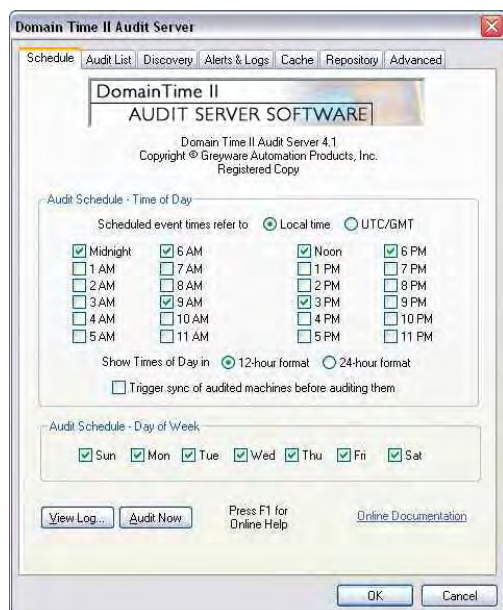 Domain Time II Audit Server
Schedule Audit List Discovery Alerts & Logs Cache Repository Advanced
DomainTime II
AUDIT SERVER SOFTWARE
Domain Time II Audit Server 4.1
Copyright © Greyware Automation Products, Inc.
Registered Copy
Audit Schedule - Time of Day
Scheduled event times refer to Local time UTC/GMT
Midnight 6 AM Noon 6 PM
1 AM 7 AM 1 PM 7 PM
2 AM 8 AM 2 PM 8 PM
3 AM 9 AM 3 PM 9 PM
4 AM 10 AM 4 PM 10 PM
5 AM 11 AM 5 PM 11 PM
Show Times of Day in 12-hour format 24-hour format
Trigger sync of audited machines before auditing them
Audit Schedule - Day of Week
Sun Mon Tue Wed Thu Fri Sat
View Log... Audit Now Press F1 for Online Documentation
Online Help
OK Cancel